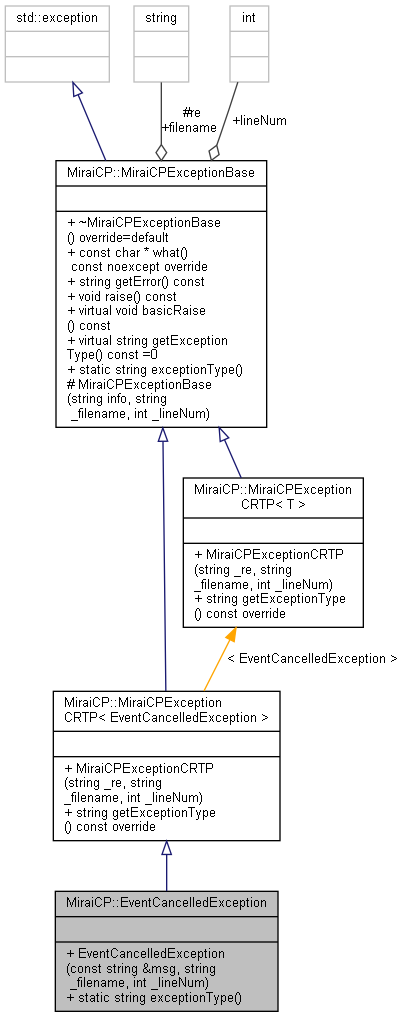 std::exception
string
int
#re
+filename
+lineNum
MiraiCP::MiraiCPExceptionBase
+ ~MiraiCPExceptionBase
() override=default
+ const char * what()
const noexcept override
+ string getError() const
+ void raise() const
+ virtual void basicRaise
() const
+ virtual string getException
Type() const =0
+ static string exceptionType()
# MiraiCPExceptionBase
(string info, string
_filename, int _lineNum)
MiraiCP::MiraiCPException
CRTP< T >
+ MiraiCPExceptionCRTP
(string _re, string
_filename, int _lineNum)
+ string getExceptionType
() const override
< EventCancelledException >
MiraiCP::MiraiCPException
CRTP< EventCancelledException >
+ MiraiCPExceptionCRTP
(string _re, string
_filename, int _lineNum)
+ string getExceptionType
() const override
MiraiCP::EventCancelledException
+ EventCancelledException
(const string &msg, string
_filename, int _lineNum)
+ static string exceptionType()